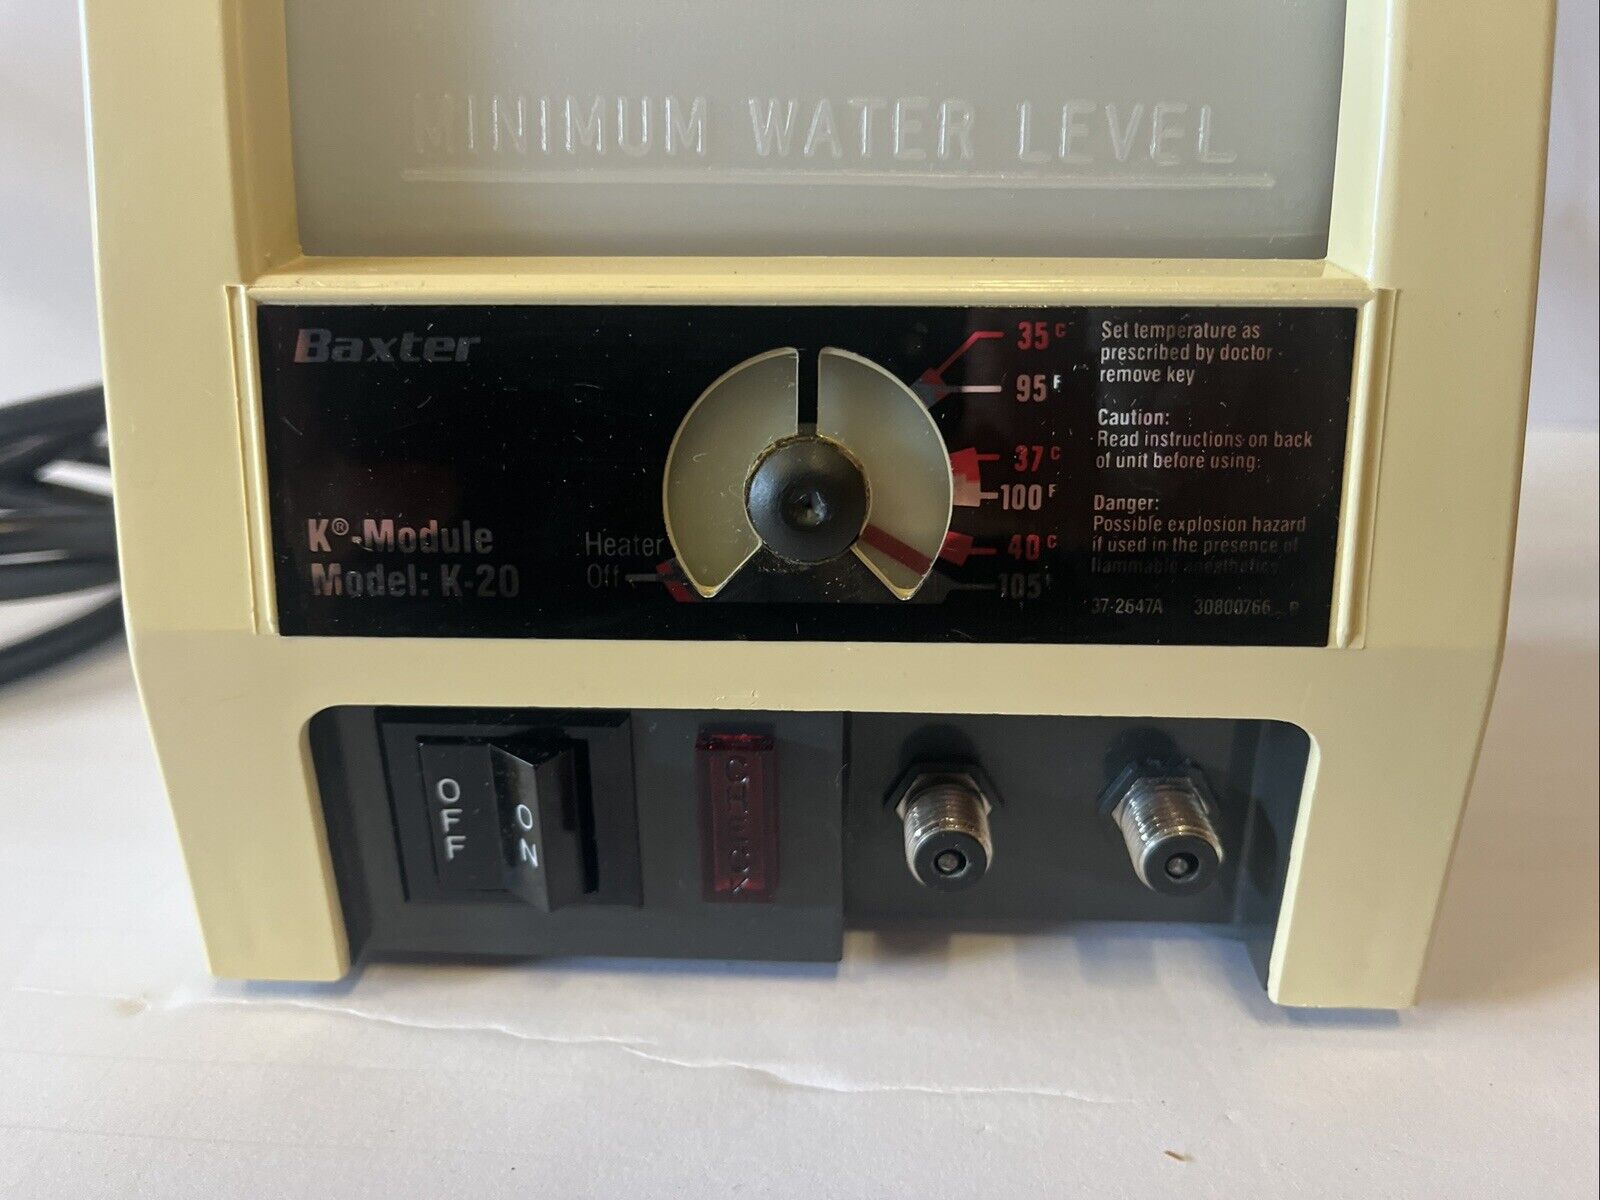 MINIMUM WATER LEVEL
Baxter
K®-Module
Model: K-20
Heater
Off
35 C
95 F
37 C
100 F
40 C
105 F
Set temperature as
prescribed by doctor
remove key
Caution:
Read instructions on back
of unit before using:
Danger:
Possible explosion hazard
if used in the presence of
flammable anesthetics
37-2647A 30800766
OFF
ON